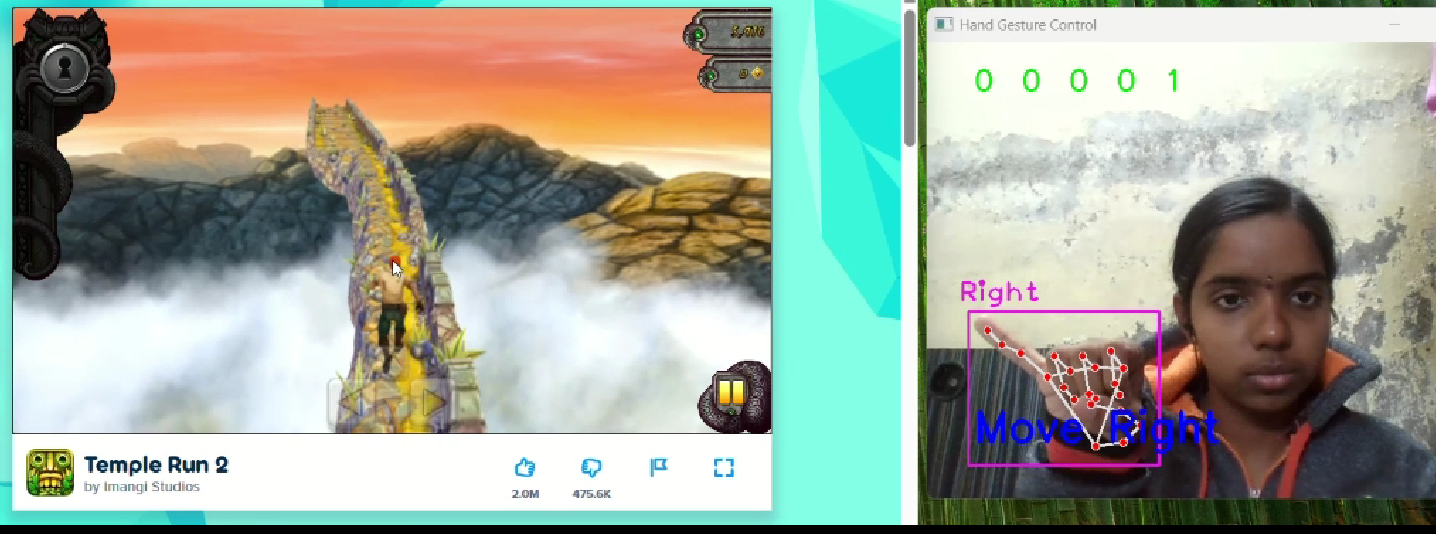 Temple Run 2
by Imangi Studios
2.0M
475.6K
Hand Gesture Control
0 0 0 0 1
Right
Move Right